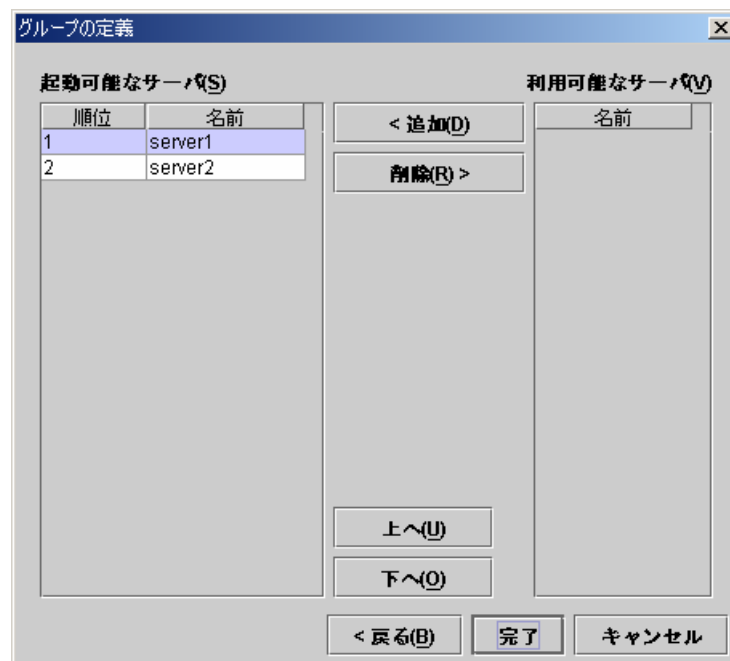 グループの定義
起動可能なサーバ(S)
利用可能なサーバ(V)
順位 名前
1 server1
2 server2
< 追加(D)
削除(R) >
名前
上へ(U)
下へ(O)
< 戻る(B) 完了 キャンセル